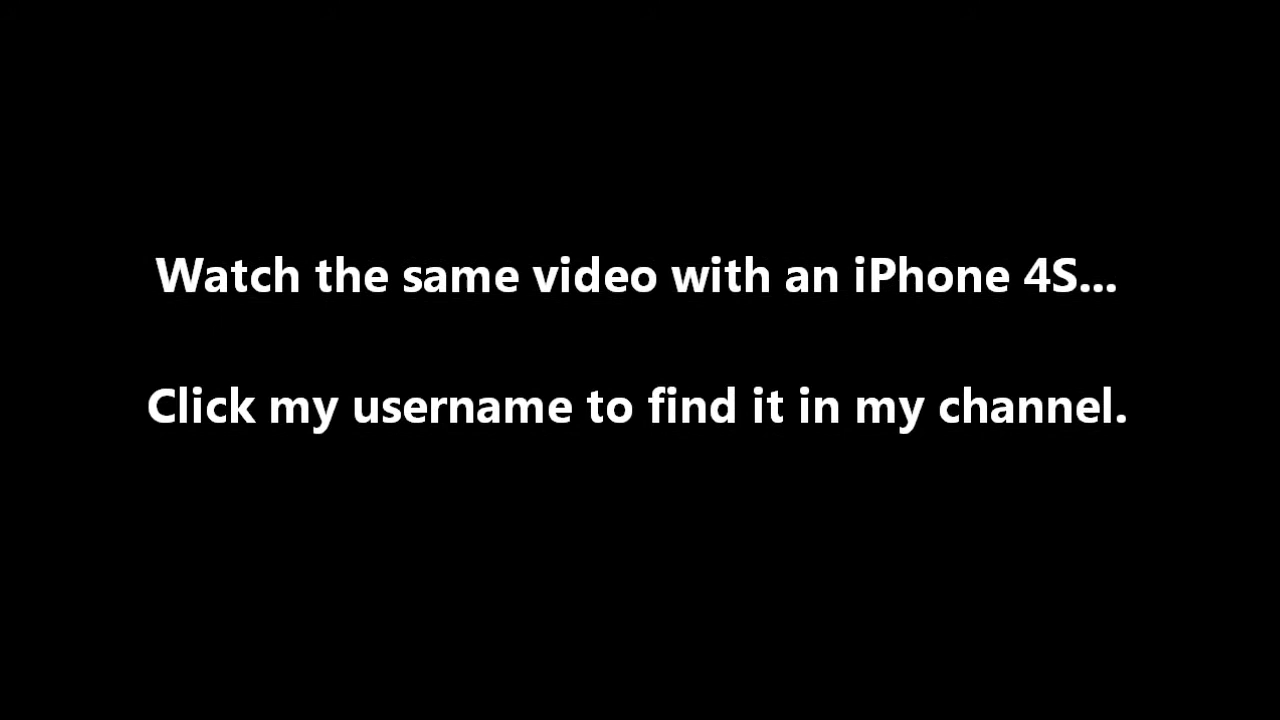 Watch the same video with an iPhone 4S...
Click my username to find it in my channel.